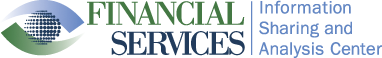 FINANCIAL
SERVICES
Information
Sharing and
Analysis Center